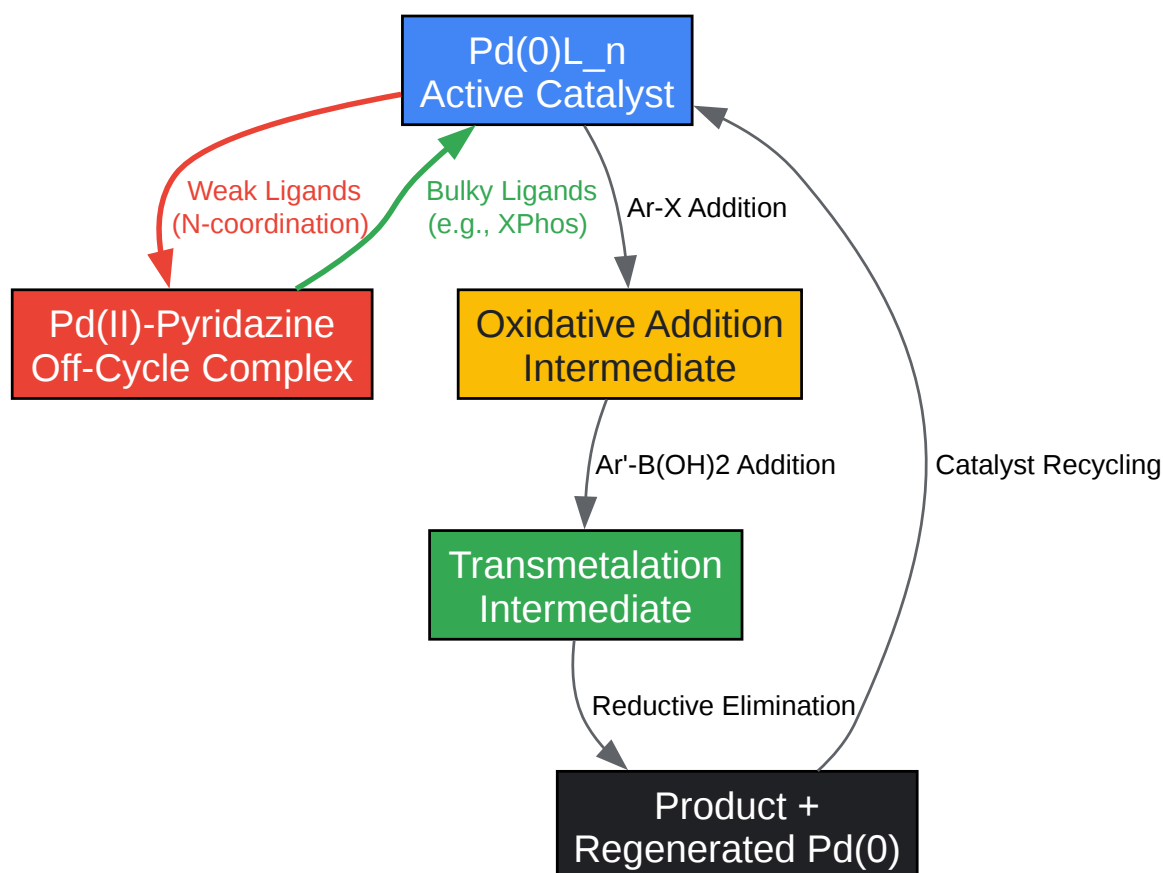 Pd(0)L_n
Active Catalyst
Weak Ligands
(N-coordination)
Bulky Ligands
(e.g., XPhos)
Ar-X Addition
Pd(II)-Pyridazine
Off-Cycle Complex
Oxidative Addition
Intermediate
Ar'-B(OH)2 Addition
Catalyst Recycling
Transmetalation
Intermediate
Reductive Elimination
Product +
Regenerated Pd(0)